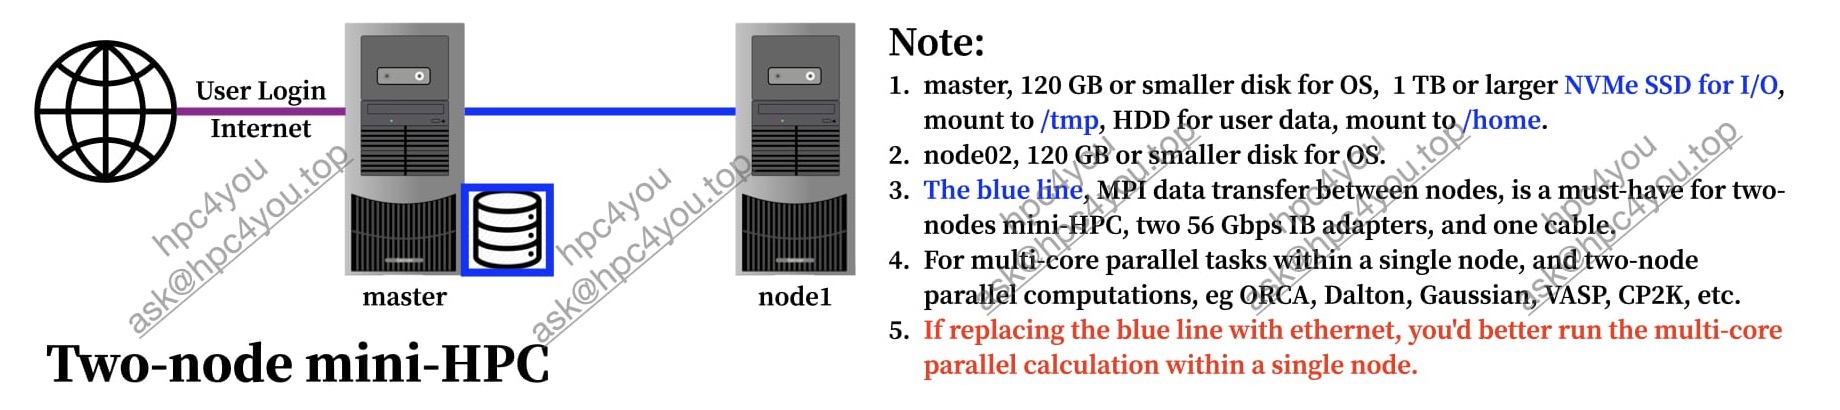 User Login
Internet
master
node1
Two-node mini-HPC
hpc4you
ask@hpc4you.top
hpc4you
ask@hpc4you.top
Note:
1. master, 120 GB or smaller disk for OS, 1 TB or larger NVMe SSD for I/O,
mount to /tmp, HDD for user data, mount to /home.
2. node02, 120 GB or smaller disk for OS.
3. The blue line, MPI data transfer between nodes, is a must-have for two-
nodes mini-HPC, two 56 Gbps IB adapters, and one cable.
4. For multi-core parallel tasks within a single node, and two-node
parallel computations, eg ORCA, Dalton, Gaussian, VASP, CP2K, etc.
5. If replacing the blue line with ethernet, you'd better run the multi-core
parallel calculation within a single node.
hpc4you
ask@hpc4you.top
hpc4you
ask@hpc4you.top
hpc4you
ask@hpc4you.top